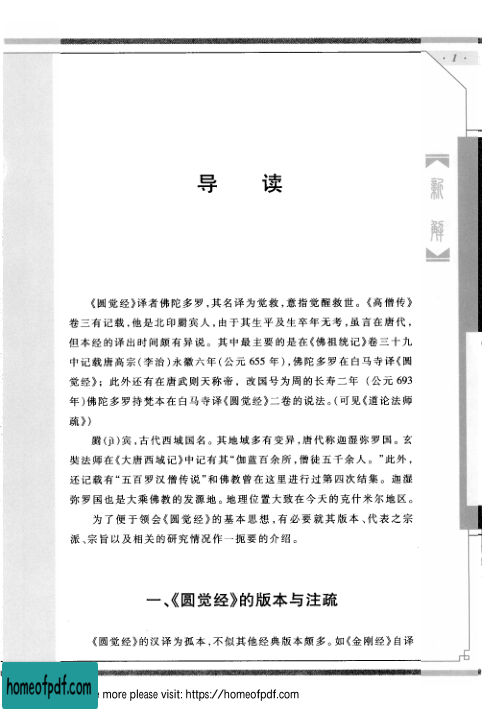 · 1 ·
新解
导 读
《圆觉经》译者佛陀多罗,其名译为觉救,意指觉醒救世。《高僧传》
卷三有记载,他是北印罽宾人,由于其生平及生卒年无考,虽言在唐代,
但本经的译出时间颇有异说。其中最主要的是在《佛祖统记》卷三十九
中记载唐高宗(李治)永徽六年(公元 655 年),佛陀多罗在白马寺译《圆
觉经》; 此外还有在唐武则天称帝, 改国号为周的长寿二年 (公元 693
年)佛陀多罗持梵本在白马寺译《圆觉经》二卷的说法。(可见《道论法师
疏》)
罽(jì)宾,古代西域国名。其地域多有变异,唐代称迦湿弥罗国。玄
奘法师在《大唐西域记》中记有其“伽蓝百余所,僧徒五千余人。”此外,
还记载有“五百罗汉僧传说”和佛教曾在这里进行过第四次结集。迦湿
弥罗国也是大乘佛教的发源地。地理位置大致在今天的克什米尔地区。
为了便于领会《圆觉经》的基本思想,有必要就其版本、代表之宗
派、宗旨以及相关的研究情况作一扼要的介绍。
一、《圆觉经》的版本与注疏
《圆觉经》的汉译为孤本,不似其他经典版本颇多。如《金刚经》自译
homeofpdf.com
more please visit: https://homeofpdf.com